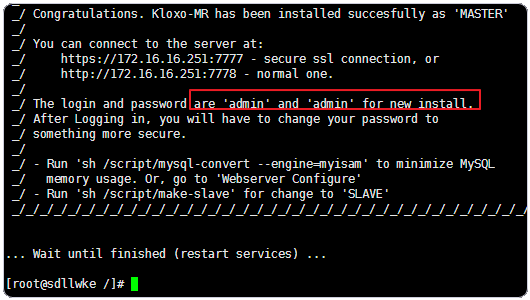 _/
_/ Congratulations. Kloxo-MR has been installed succesfully as 'MASTER'
_/
_/ You can connect to the server at:
_/ https://172.16.16.251:7777 - secure ssl connection, or
_/ http://172.16.16.251:7778 - normal one.
_/
_/ The login and password are 'admin' and 'admin' for new install.
_/ After Logging in, you will have to change your password to
_/ something more secure.
_/
_/ - Run 'sh /script/mysql-convert --engine=myisam' to minimize MySQL
_/ memory usage. Or, go to 'Webserver Configure'
_/ - Run 'sh /script/make-slave' for change to 'SLAVE'
_/_/_/_/_/_/_/_/_/_/_/_/_/_/_/_/_/_/_/_/_/_/_/_/_/_/_/_/_/_/_/_/_/_/_/_/
... Wait until finished (restart services) ...
[root@sdllwke /]#